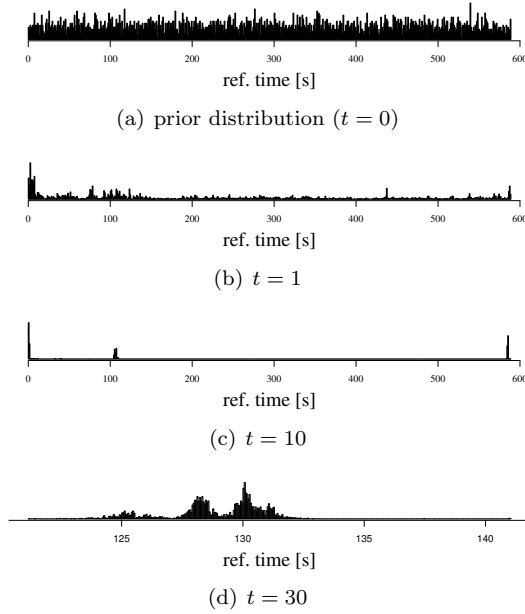 0 100 200 300 400 500 600
ref. time [s]
(a) prior distribution (t = 0)
0 100 200 300 400 500 600
ref. time [s]
(b) t = 1
0 100 200 300 400 500 600
ref. time [s]
(c) t = 10
125 130 135 140
ref. time [s]
(d) t = 30